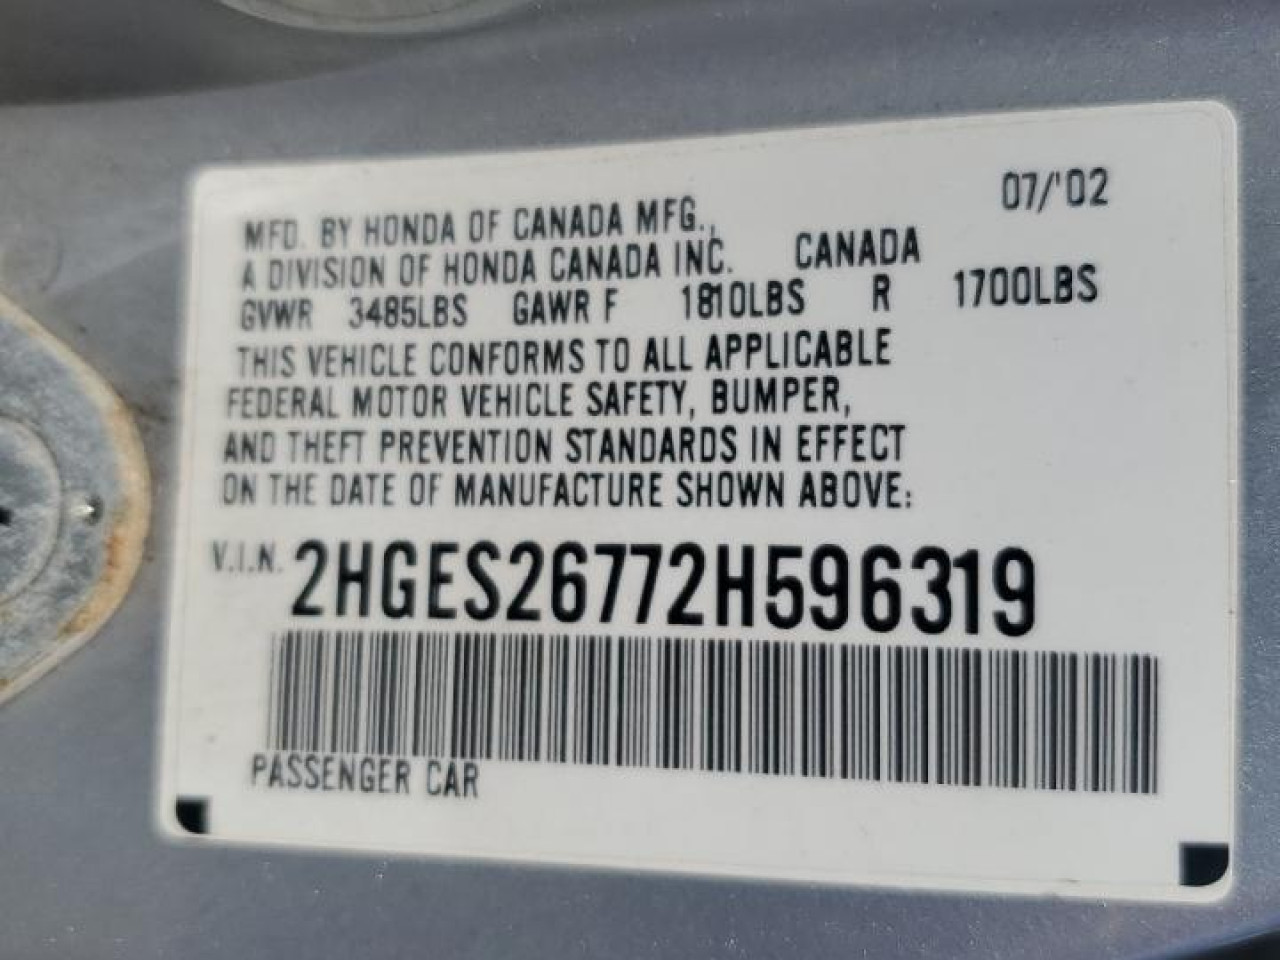 07/'02
MFD. BY HONDA OF CANADA MFG.,
A DIVISION OF HONDA CANADA INC. CANADA
GVWR 3485LBS GAWR F 1810LBS R 1700LBS
THIS VEHICLE CONFORMS TO ALL APPLICABLE
FEDERAL MOTOR VEHICLE SAFETY, BUMPER,
AND THEFT PREVENTION STANDARDS IN EFFECT
ON THE DATE OF MANUFACTURE SHOWN ABOVE:
V.I.N. 2HGES26772H596319
PASSENGER CAR